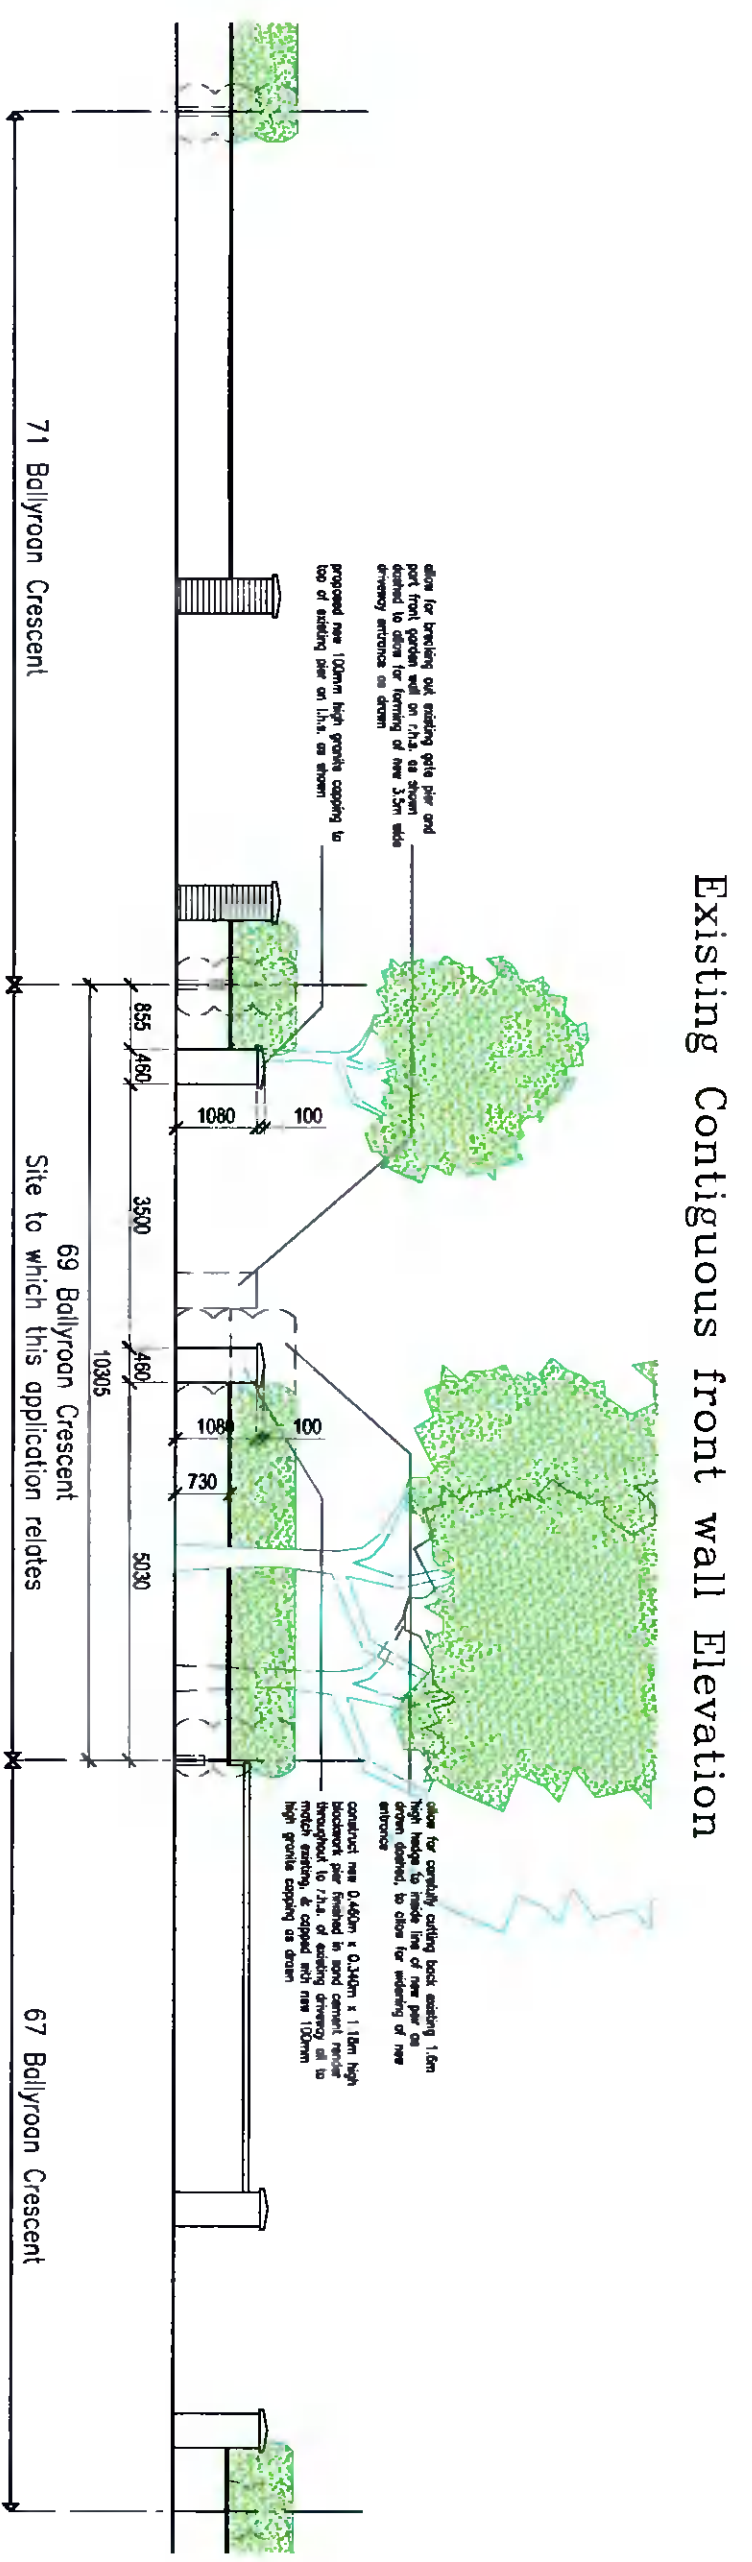 Existing Contiguous front wall Elevation
allow for breaking out existing gate pier and
part front garden wall on r.h.s. as shown
dashed to allow for forming of new 3.5m wide
driveway entrance as drawn
proposed new 100mm high granite capping to
top of existing pier on l.h.s. as shown
allow for carefully cutting back existing 1.6m
high hedge to inside line of new pier as
drawn dashed, to allow for widening of new
entrance
construct new 0.460m x 0.340m x 1.18m high
blockwork pier finished in sand cement render
throughout to r.h.s. of existing driveway all to
match existing, & capped with new 100mm
high granite capping as drawn
1080
100
1080
100
730
855
460
3500
460
5030
10305
71 Ballyroan Crescent
69 Ballyroan Crescent
Site to which this application relates
67 Ballyroan Crescent